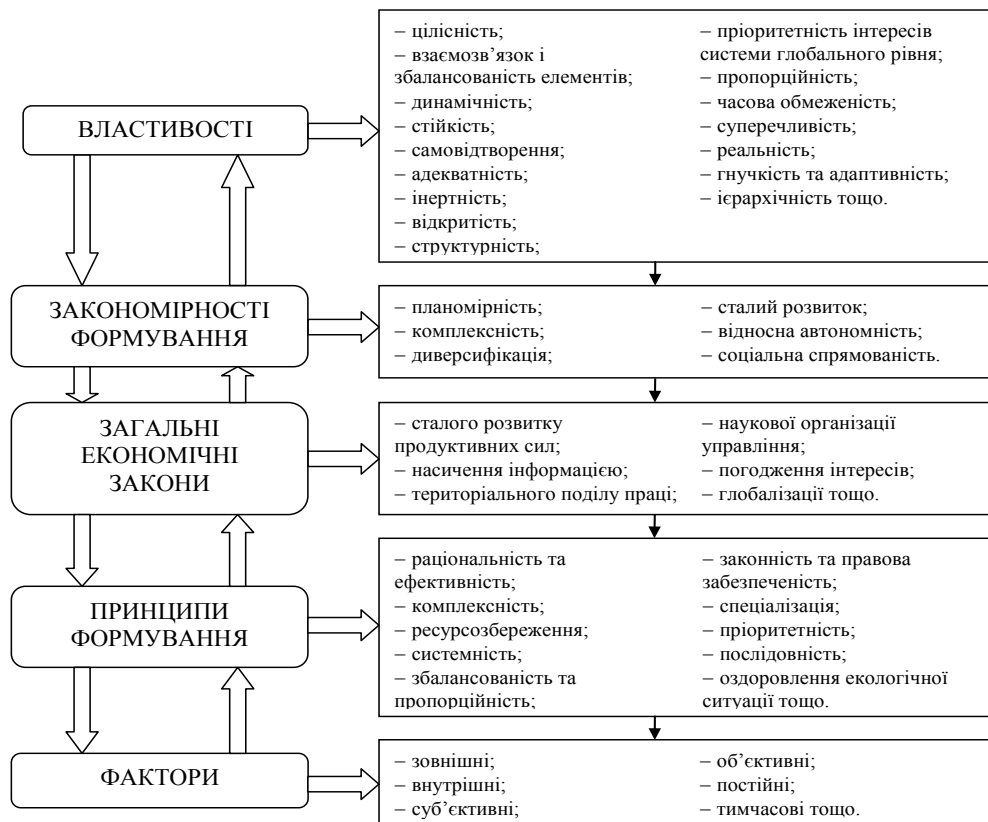 ВЛАСТИВОСТІ
– цілісність;
– взаємозв’язок і
збалансованість елементів;
– динамічність;
– стійкість;
– самовідтворення;
– адекватність;
– інертність;
– відкритість;
– структурність;
– пріоритетність інтересів
системи глобального рівня;
– пропорційність;
– часова обмеженість;
– суперечливість;
– реальність;
– гнучкість та адаптивність;
– ієрархічність тощо.
ЗАКОНОМІРНОСТІ
ФОРМУВАННЯ
– планомірність;
– комплексність;
– диверсифікація;
– сталий розвиток;
– відносна автономність;
– соціальна спрямованість.
ЗАГАЛЬНІ
ЕКОНОМІЧНІ
ЗАКОНИ
– сталого розвитку
продуктивних сил;
– насичення інформацією;
– територіального поділу праці;
– наукової організації
управління;
– погодження інтересів;
– глобалізації тощо.
ПРИНЦИПИ
ФОРМУВАННЯ
– раціональність та
ефективність;
– комплексність;
– ресурсозбереження;
– системність;
– збалансованість та
пропорційність;
– законність та правова
забезпеченість;
– спеціалізація;
– пріоритетність;
– послідовність;
– оздоровлення екологічної
ситуації тощо.
ФАКТОРИ
– зовнішні;
– внутрішні;
– суб’єктивні;
– об’єктивні;
– постійні;
– тимчасові тощо.